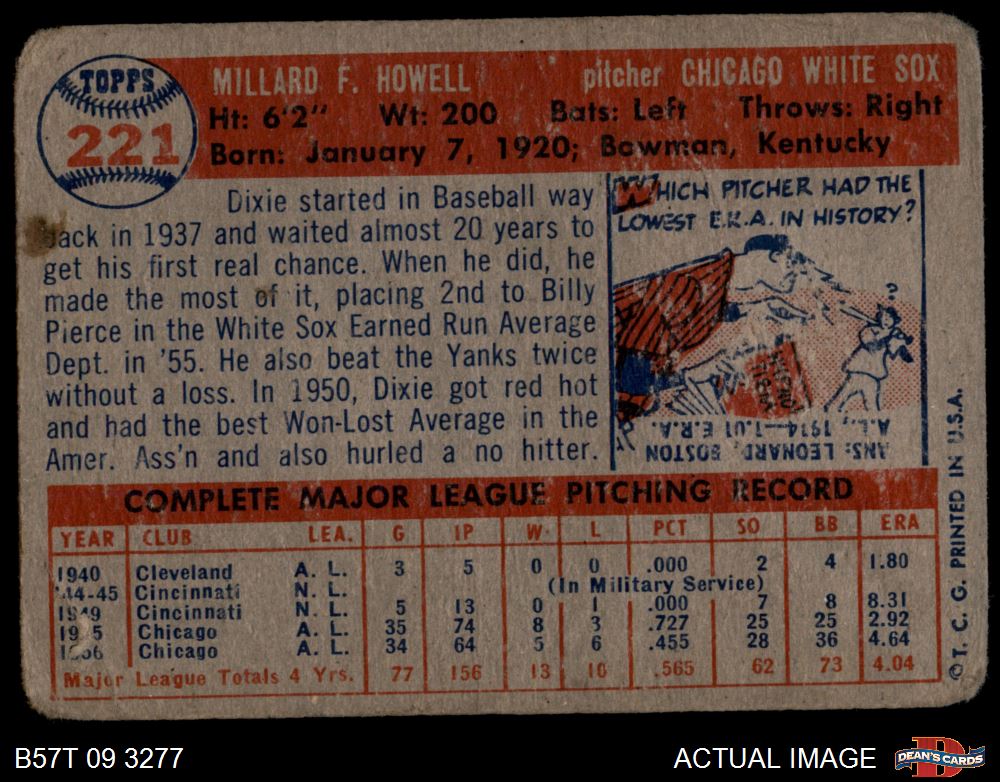 TOPPS
221
MILLARD F. HOWELL pitcher CHICAGO WHITE SOX
Ht: 6'2" Wt: 200 Bats: Left Throws: Right
Born: January 7, 1920; Bowman, Kentucky
Dixie started in Baseball way
back in 1937 and waited almost 20 years to
get his first real chance. When he did, he
made the most of it, placing 2nd to Billy
Pierce in the White Sox Earned Run Average
Dept. in '55. He also beat the Yanks twice
without a loss. In 1950, Dixie got red hot
and had the best Won-Lost Average in the
Amer. Ass'n and also hurled a no hitter.
WHICH PITCHER HAD THE
LOWEST E.R.A. IN HISTORY?
?
ANS: LEONARD, BOSTON
A.L., 1914—1.01 E.R.A.
COMPLETE MAJOR LEAGUE PITCHING RECORD
YEAR CLUB LEA. G IP W L PCT SO BB ERA
1940 Cleveland A. L. 3 5 0 0 .000 2 4 1.80
'44-45 Cincinnati N. L. (In Military Service)
1949 Cincinnati N. L. 5 13 0 1 .000 7 8 8.31
1955 Chicago A. L. 35 74 8 3 .727 25 25 2.92
1956 Chicago A. L. 34 64 5 6 .455 28 36 4.64
Major League Totals 4 Yrs. 77 156 13 10 .565 62 73 4.04
©T. C. G. PRINTED IN U.S.A.
B57T 09 3277
ACTUAL IMAGE
D
DEAN'S CARDS